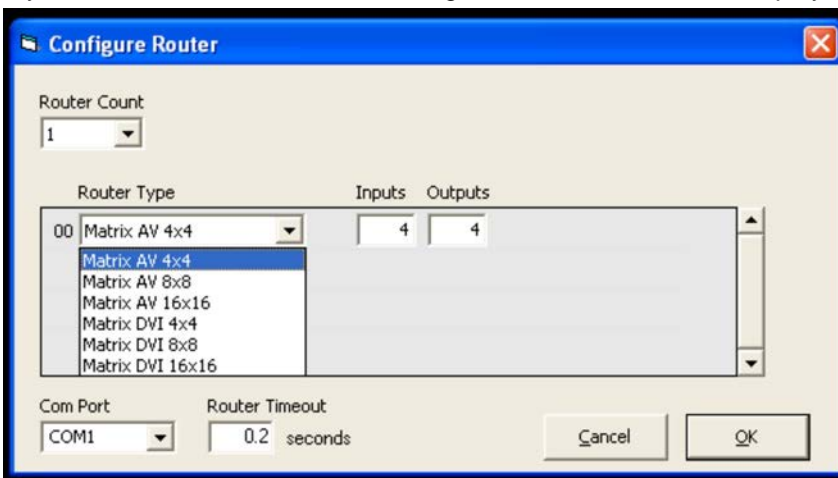 Configure Router
Router Count
1
Router Type Inputs Outputs
00 Matrix AV 4x4 4 4
Matrix AV 4x4
Matrix AV 8x8
Matrix AV 16x16
Matrix DVI 4x4
Matrix DVI 8x8
Matrix DVI 16x16
Com Port Router Timeout
COM1 0.2 seconds Cancel OK